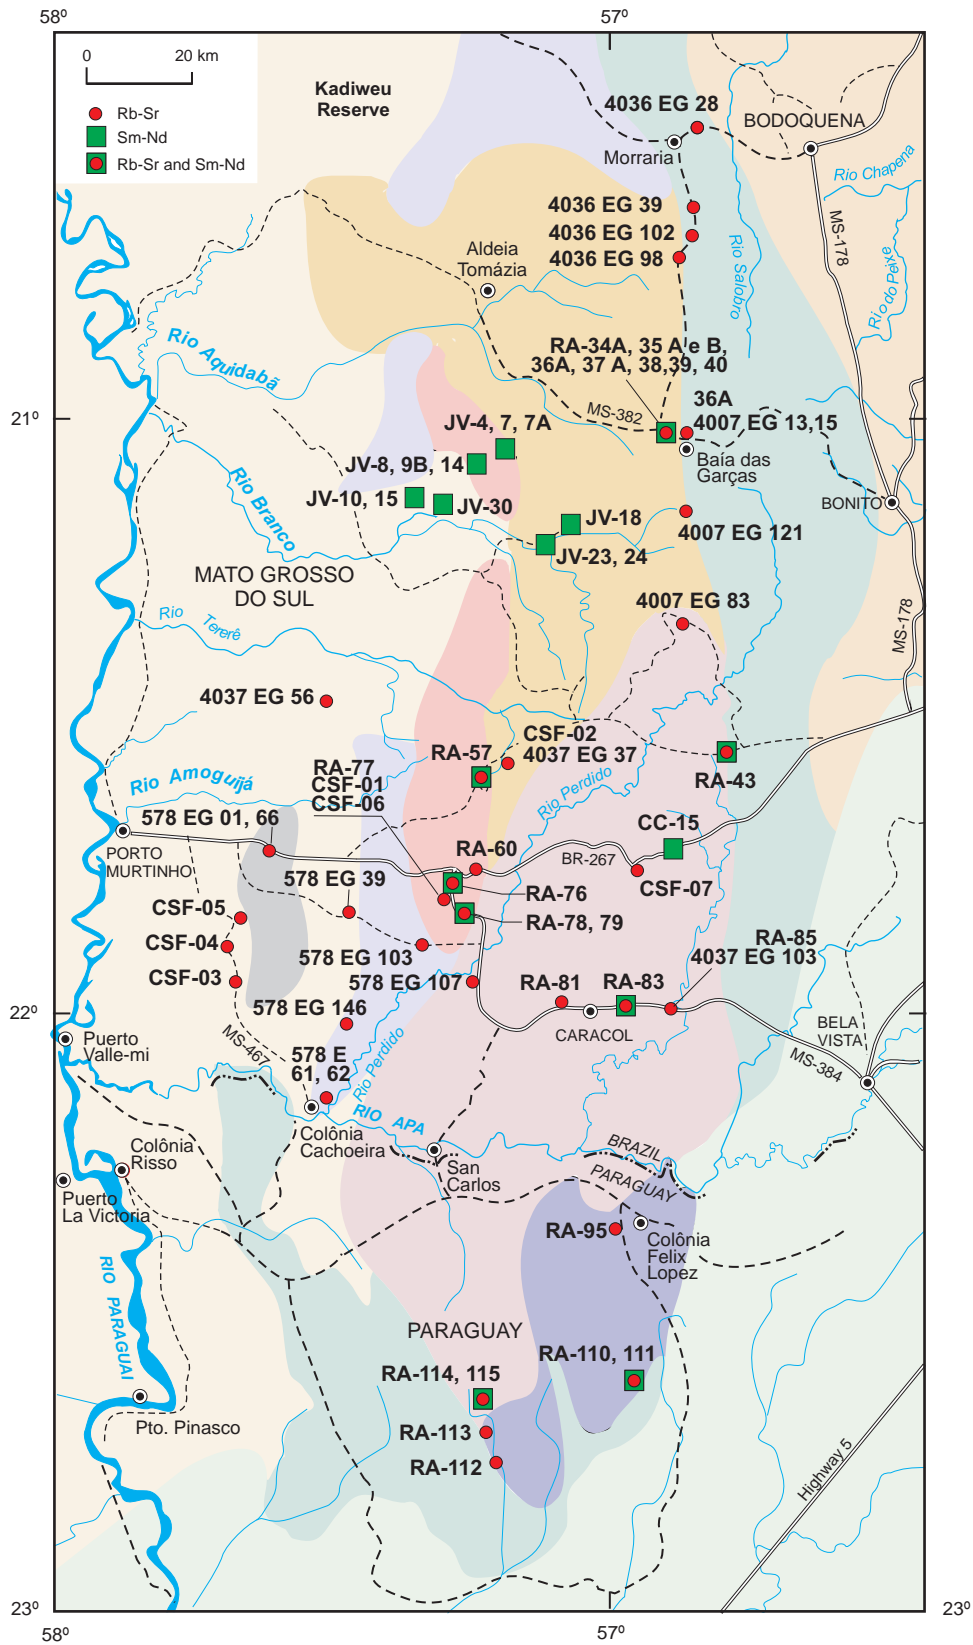 58º
57º
0
20 km
Rb-Sr
Sm-Nd
Rb-Sr and Sm-Nd
Kadiweu
Reserve
4036 EG 28
BODOQUENA
Morraria
Rio Chapena
4036 EG 39
4036 EG 102
4036 EG 98
MS-178
Rio Salobro
Rio do Peixe
Aldeia
Tomázia
Rio Aquidabã
RA-34A, 35 A e B,
36A, 37 A, 38,39, 40
36A
4007 EG 13,15
MS-382
21º
JV-4, 7, 7A
Baía das
Garças
JV-8, 9B, 14
JV-10, 15
JV-30
BONITO
Rio Branco
JV-18
4007 EG 121
JV-23, 24
MATO GROSSO
DO SUL
4007 EG 83
MS-178
Rio Tererê
4037 EG 56
CSF-02
4037 EG 37
RA-57
RA-77
CSF-01
CSF-06
RA-43
Rio Perdido
Rio Amoguijá
578 EG 01, 66
CC-15
PORTO
MURTINHO
RA-60
BR-267
578 EG 39
RA-76
CSF-07
CSF-05
RA-78, 79
CSF-04
RA-85
4037 EG 103
578 EG 103
CSF-03
578 EG 107
RA-81
RA-83
578 EG 146
22º
CARACOL
BELA
VISTA
Puerto
Valle-mi
MS-467
578 E
61, 62
Rio Perdido
MS-384
RIO APA
Colônia
Cachoeira
BRAZIL
PARAGUAY
Colônia
Risso
San
Carlos
Puerto
La Victoria
RA-95
Colônia
Felix
Lopez
RIO PARAGUAI
PARAGUAY
RA-110, 111
RA-114, 115
Pto. Pinasco
RA-113
RA-112
Highway 5
23º
23º
58º
57º